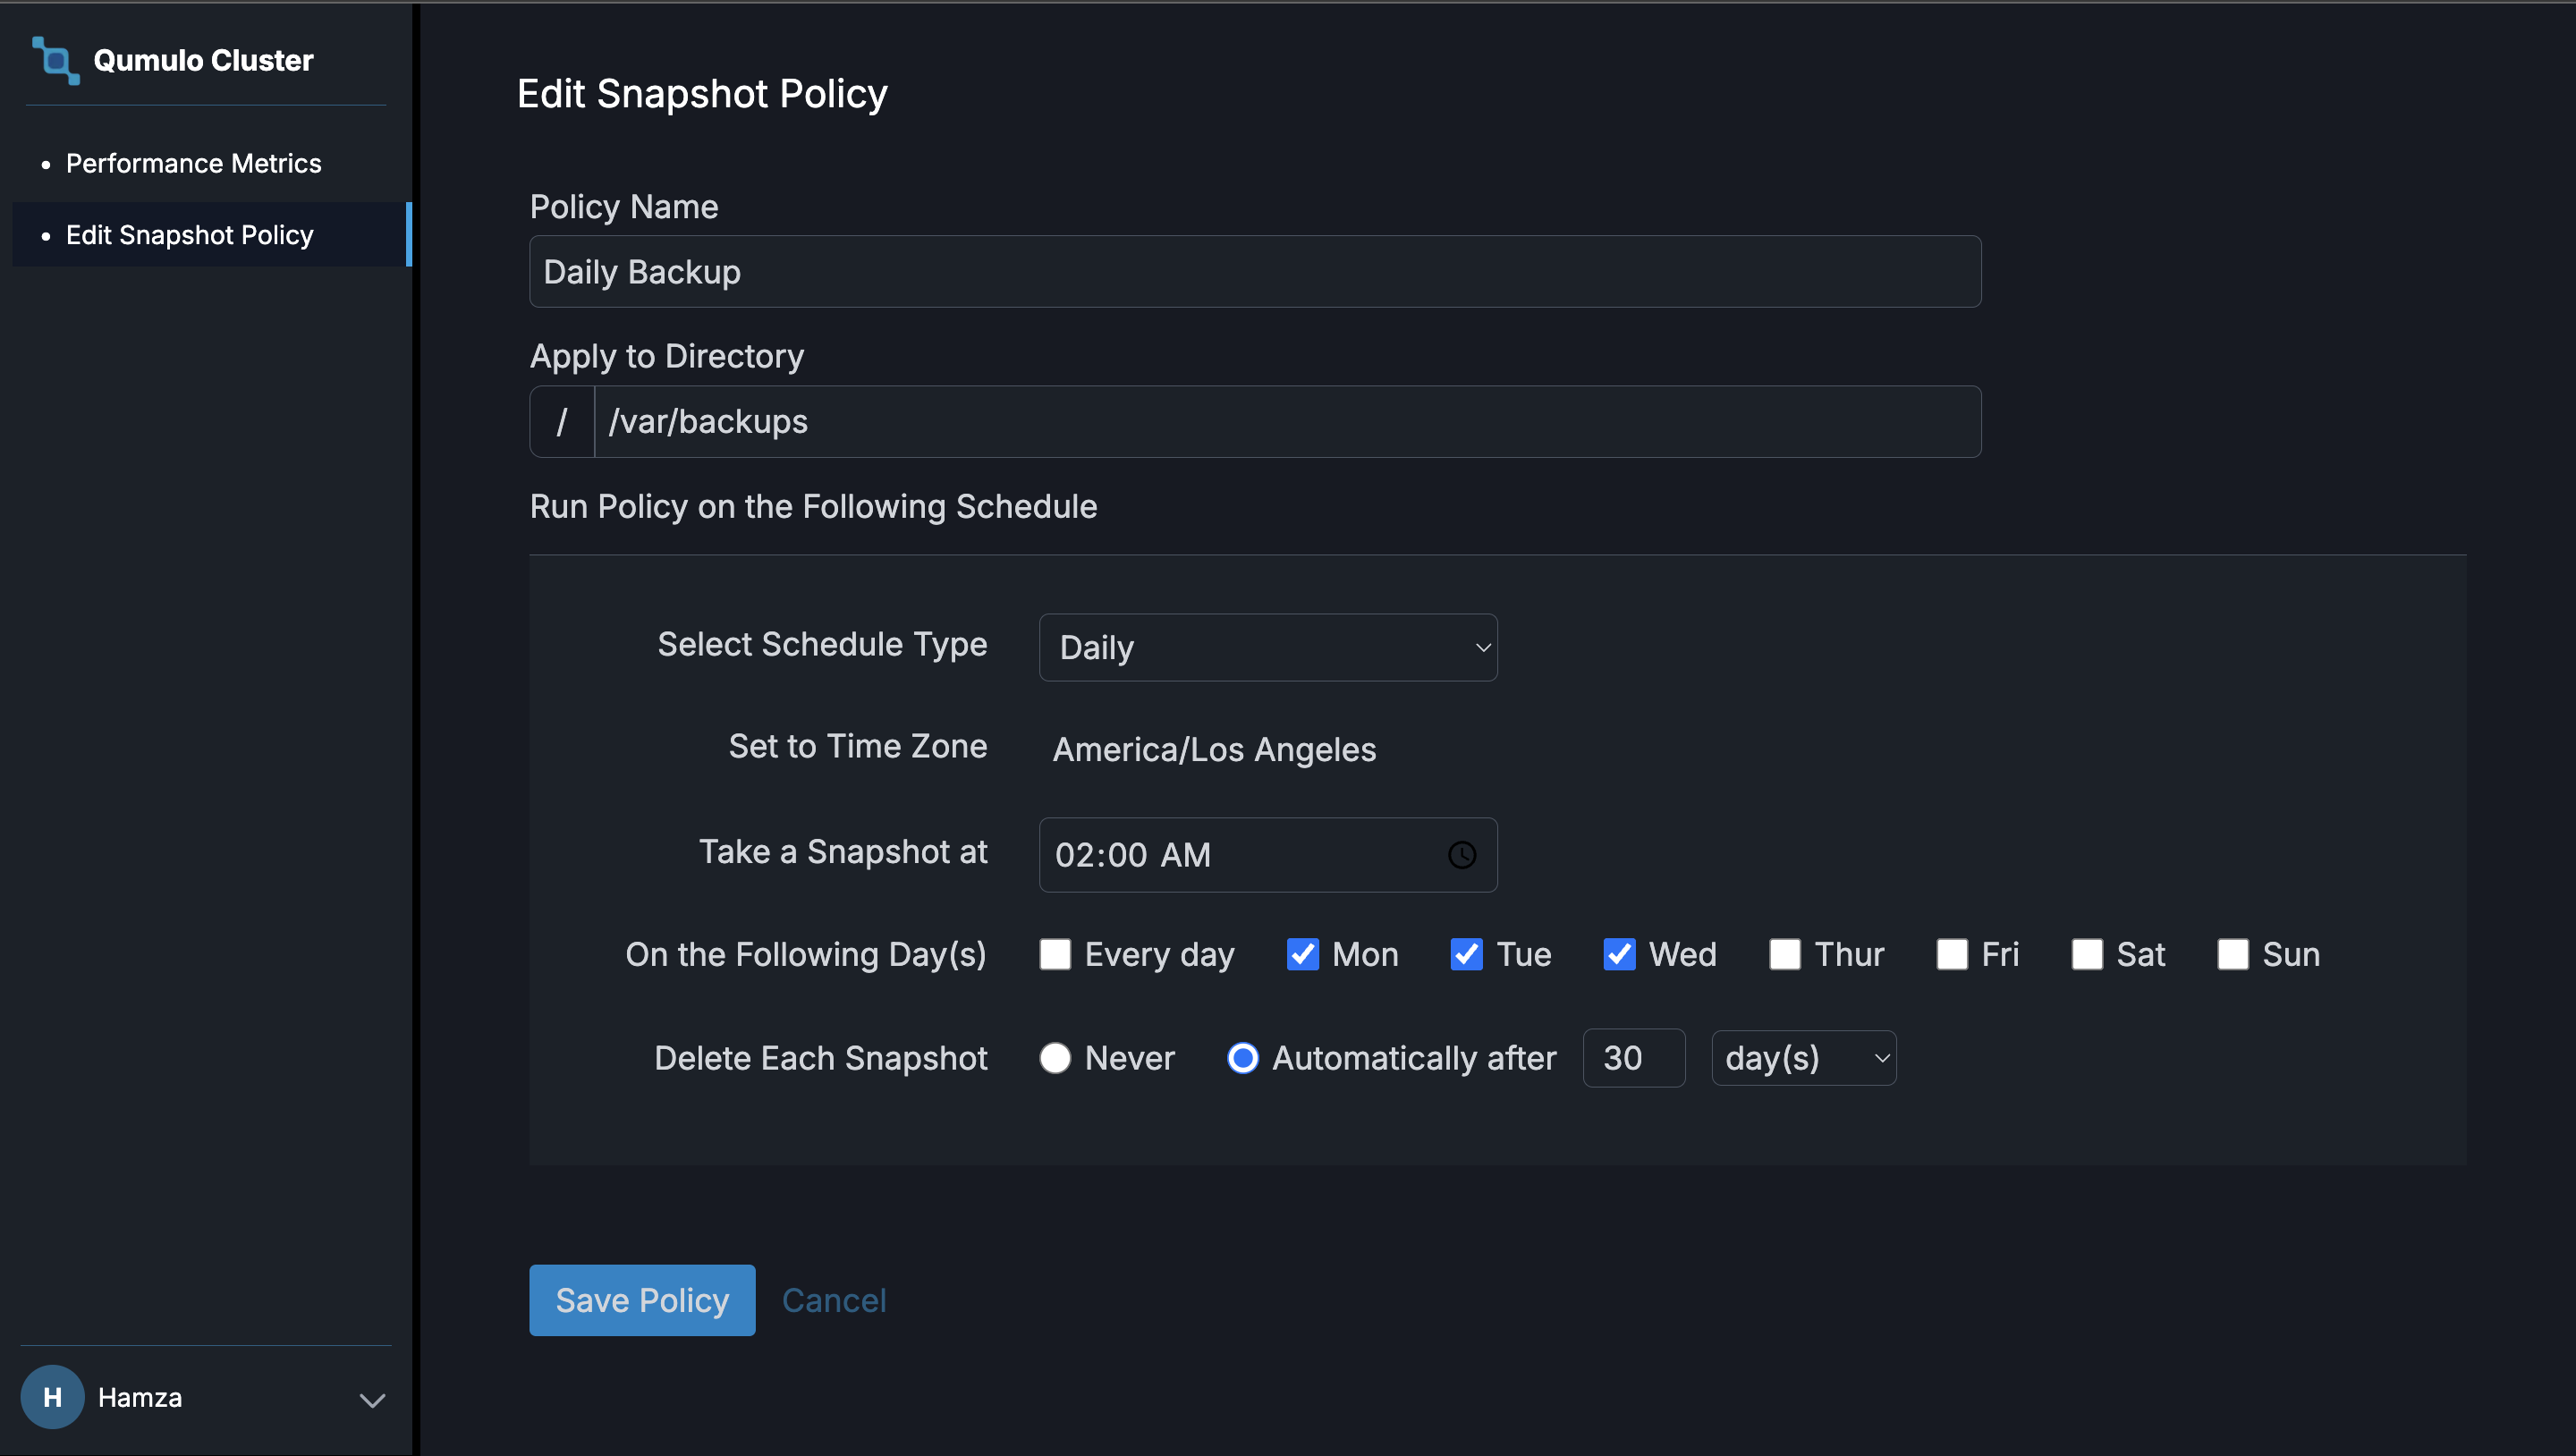 Qumulo Cluster
Performance Metrics
Edit Snapshot Policy
H Hamza
Edit Snapshot Policy
Policy Name
Daily Backup
Apply to Directory
/ /var/backups
Run Policy on the Following Schedule
Select Schedule Type Daily
Set to Time Zone America/Los Angeles
Take a Snapshot at 02:00 AM
On the Following Day(s) Every day Mon Tue Wed Thur Fri Sat Sun
Delete Each Snapshot Never Automatically after 30 day(s)
Save Policy Cancel